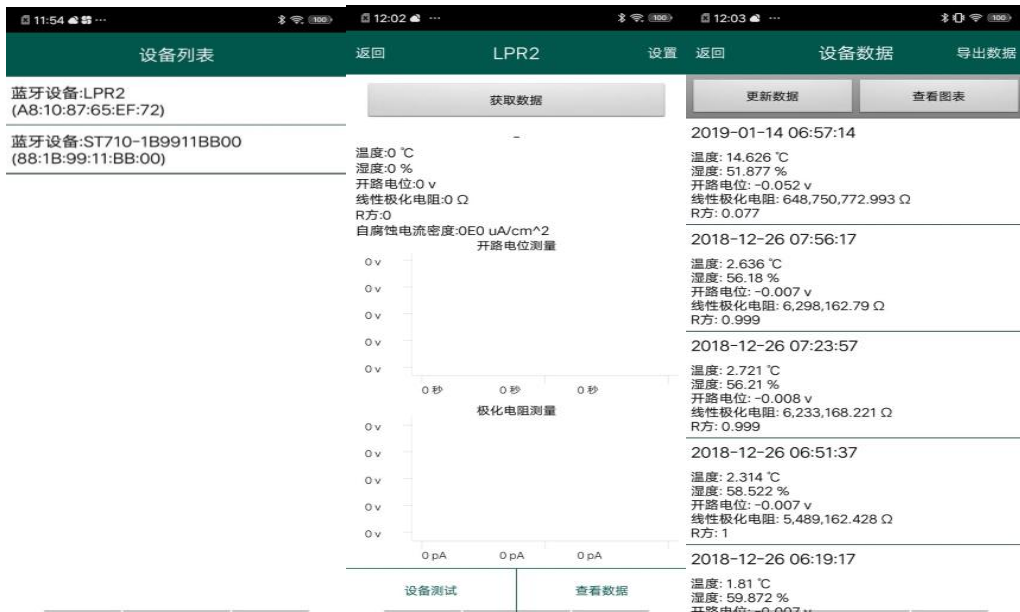 11:54 ··· 100
设备列表
蓝牙设备:LPR2
(A8:10:87:65:EF:72)
蓝牙设备:ST710-1B9911BB00
(88:1B:99:11:BB:00)
12:02 ··· 100
返回 LPR2 设置
获取数据
-
温度:0 ℃
湿度:0 %
开路电位:0 v
线性极化电阻:0 Ω
R方:0
自腐蚀电流密度:0E0 uA/cm^2
开路电位测量
0 v
0 v
0 v
0 v
0 v
0 秒 0 秒 0 秒
极化电阻测量
0 v
0 v
0 v
0 v
0 v
0 pA 0 pA 0 pA
设备测试 查看数据
12:03 ··· 100
返回 设备数据 导出数据
更新数据 查看图表
2019-01-14 06:57:14
温度: 14.626 ℃
湿度: 51.877 %
开路电位: -0.052 v
线性极化电阻: 648,750,772.993 Ω
R方: 0.077
2018-12-26 07:56:17
温度: 2.636 ℃
湿度: 56.18 %
开路电位: -0.007 v
线性极化电阻: 6,298,162.79 Ω
R方: 0.999
2018-12-26 07:23:57
温度: 2.721 ℃
湿度: 56.21 %
开路电位: -0.008 v
线性极化电阻: 6,233,168.221 Ω
R方: 0.999
2018-12-26 06:51:37
温度: 2.314 ℃
湿度: 58.522 %
开路电位: -0.007 v
线性极化电阻: 5,489,162.428 Ω
R方: 1
2018-12-26 06:19:17
温度: 1.81 ℃
湿度: 59.872 %
开路电位: -0.007 v